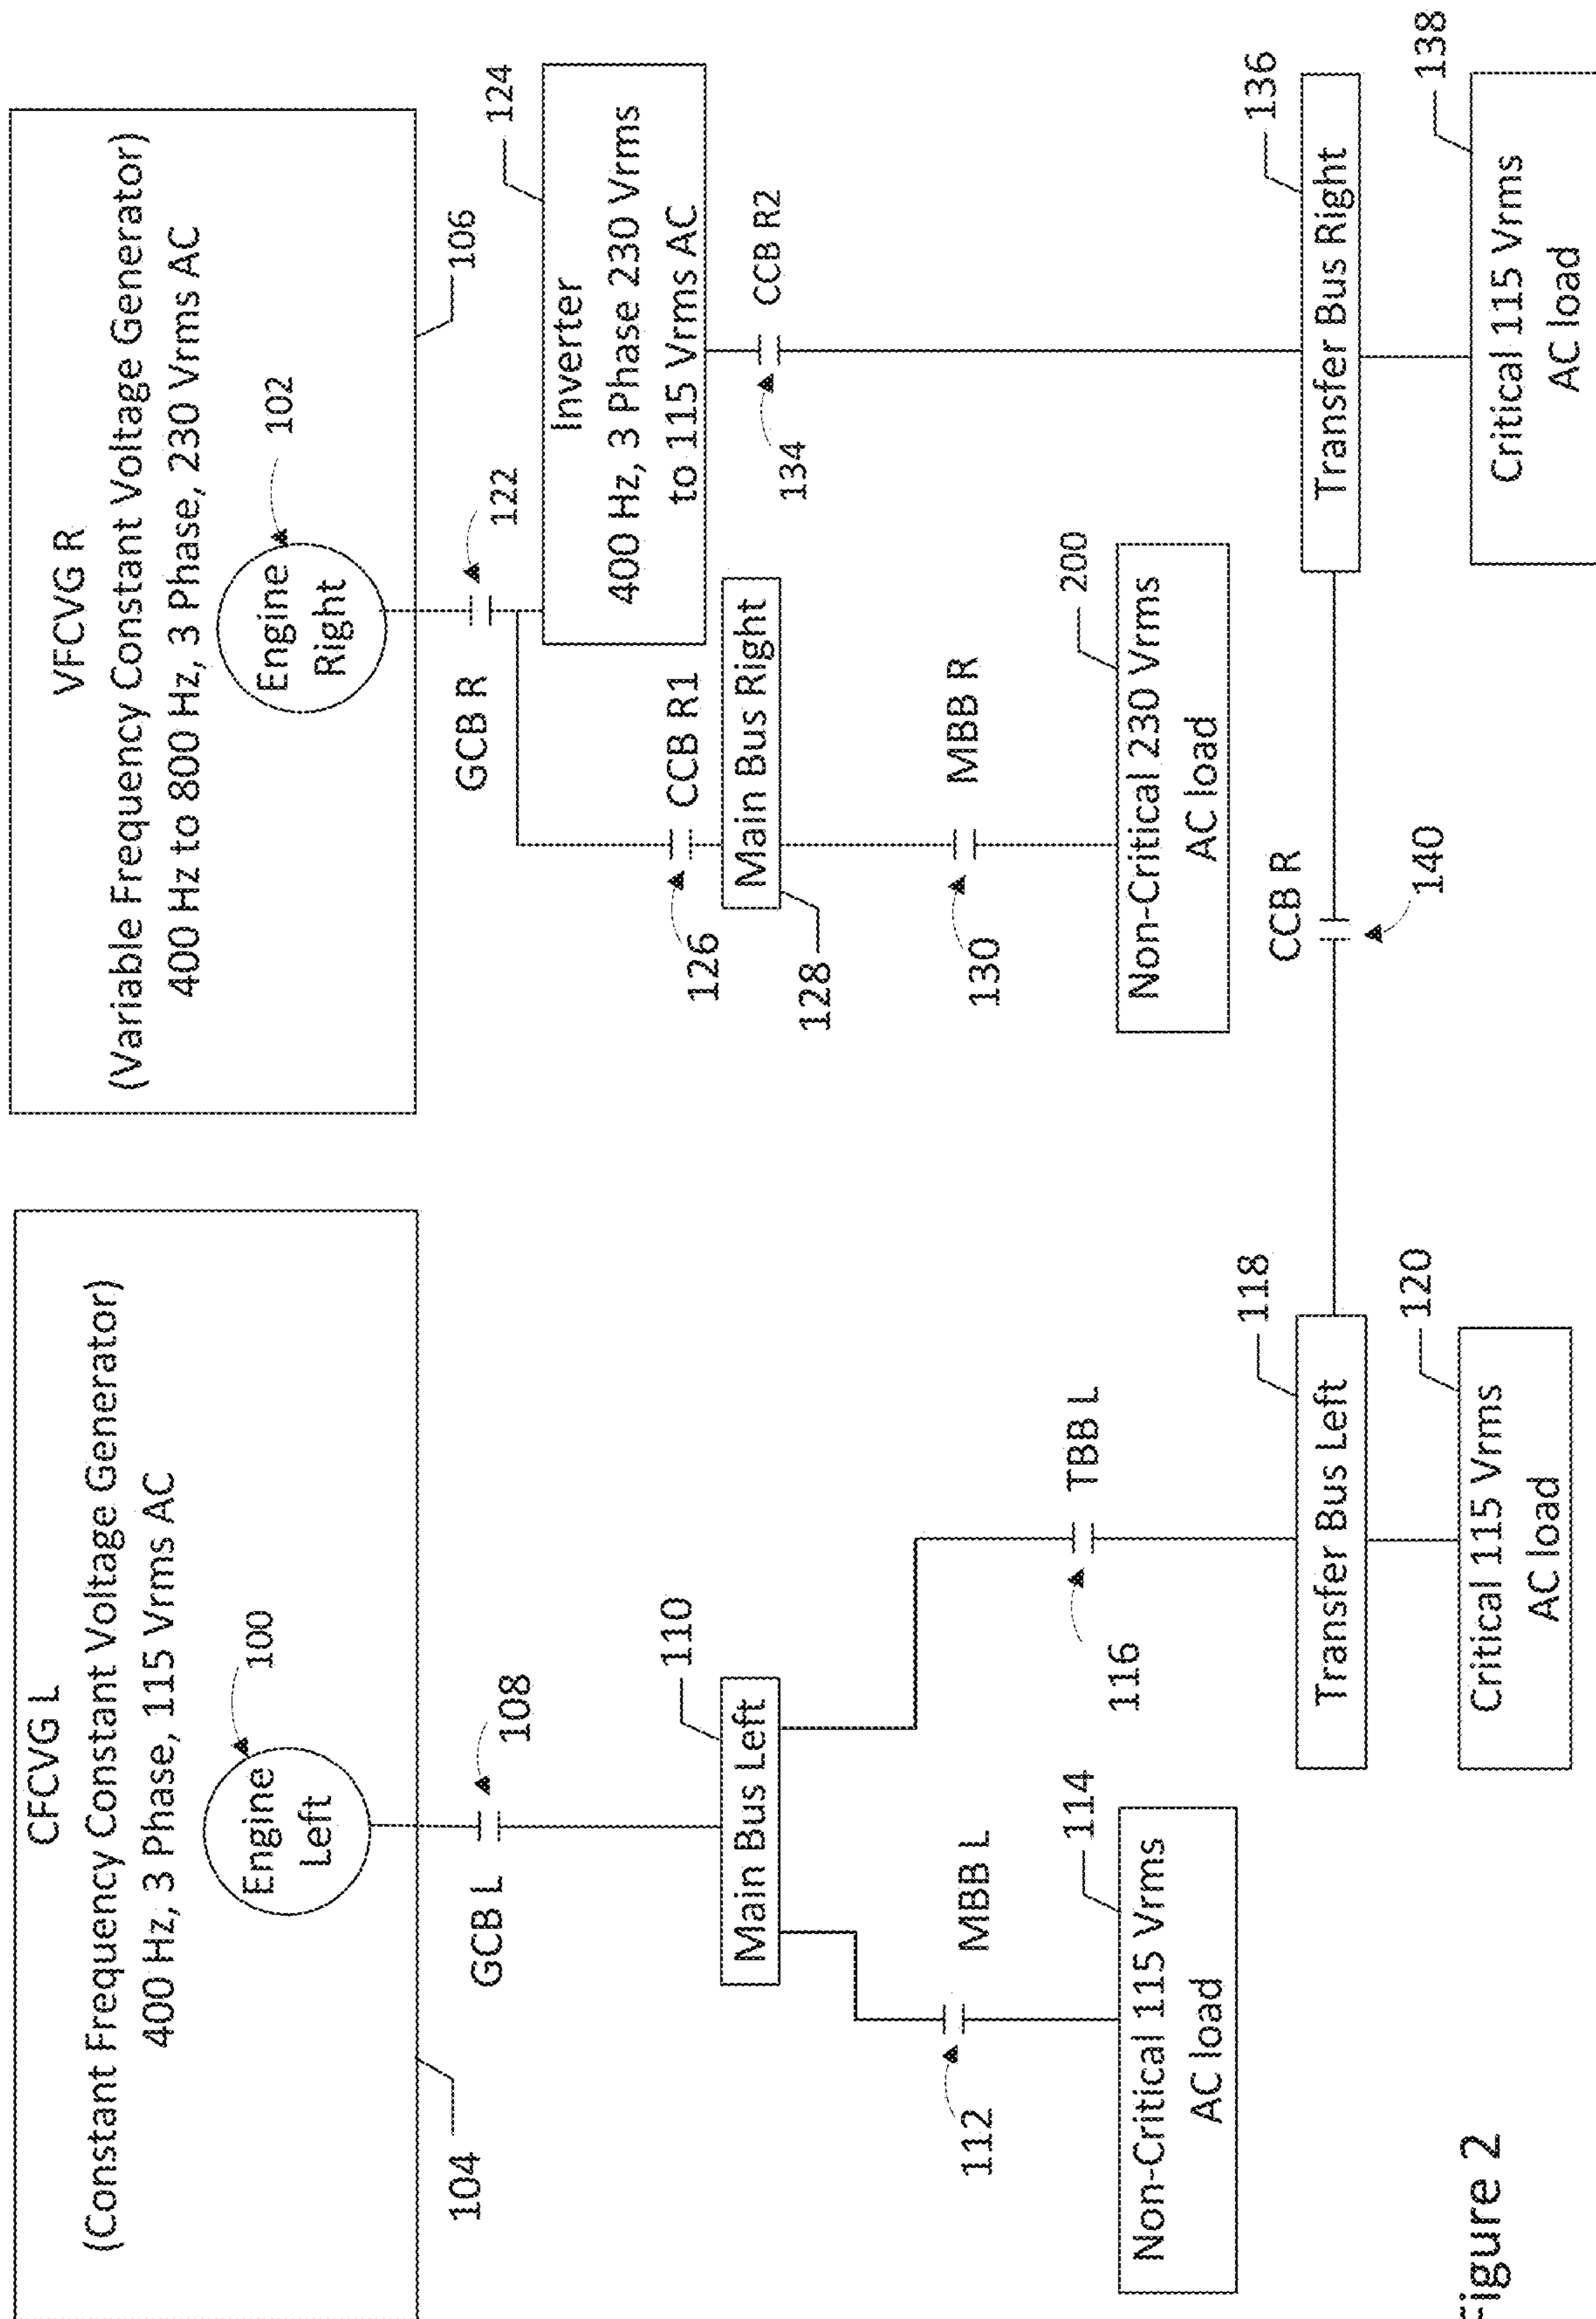 CFCVG L
(Constant Frequency Constant Voltage Generator)
400 Hz, 3 Phase, 115 Vrms AC
Engine
Left
100
104
GCB L
108
Main Bus Left
110
MBB L
112
Non-Critical 115 Vrms
AC load
114
TBB L
116
Transfer Bus Left
118
Critical 115 Vrms
AC load
120
VFCVG R
(Variable Frequency Constant Voltage Generator)
400 Hz to 800 Hz, 3 Phase, 230 Vrms AC
Engine
Right
102
106
GCB R
122
Inverter
400 Hz, 3 Phase 230 Vrms
to 115 Vrms AC
124
CCB R1
126
Main Bus Right
128
MBB R
130
Non-Critical 230 Vrms
AC load
200
CCB R2
134
CCB R
140
Transfer Bus Right
136
Critical 115 Vrms
AC load
138
Figure 2